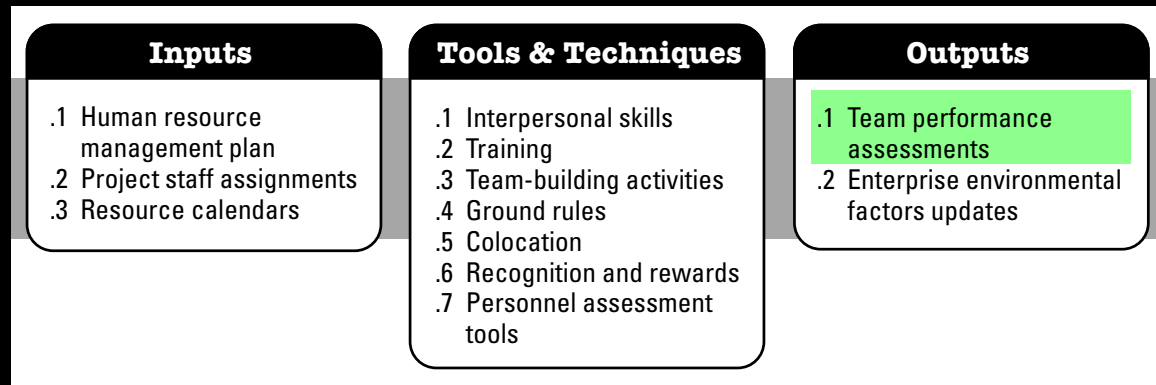 Inputs
.1 Human resource
management plan
.2 Project staff assignments
.3 Resource calendars
Tools & Techniques
.1 Interpersonal skills
.2 Training
.3 Team-building activities
.4 Ground rules
.5 Colocation
.6 Recognition and rewards
.7 Personnel assessment
tools
Outputs
.1 Team performance
assessments
.2 Enterprise environmental
factors updates